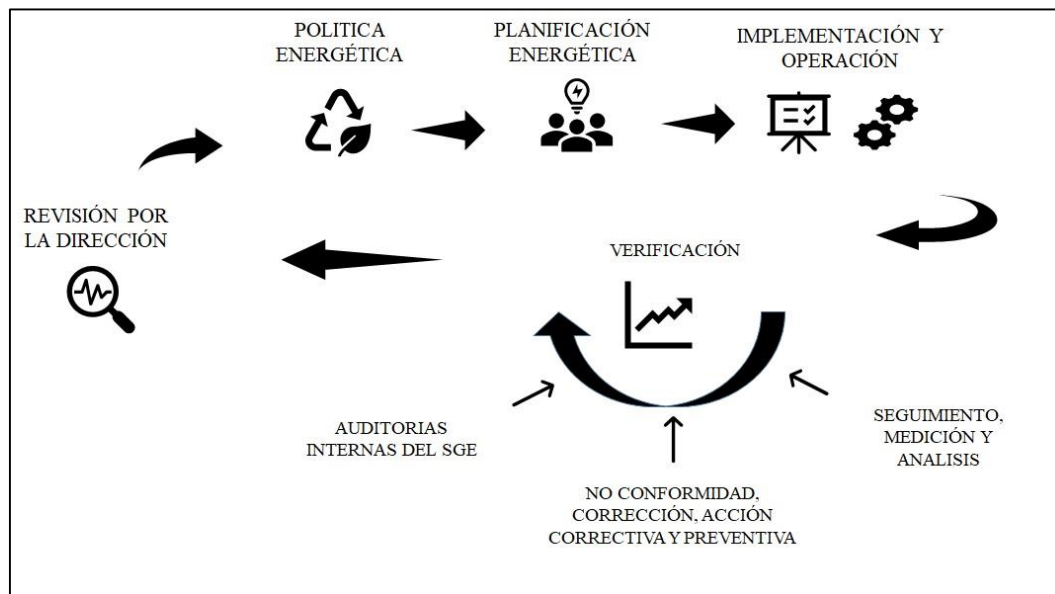 POLITICA
ENERGÉTICA
PLANIFICACIÓN
ENERGÉTICA
IMPLEMENTACIÓN Y
OPERACIÓN
REVISIÓN POR
LA DIRECCIÓN
VERIFICACIÓN
AUDITORIAS
INTERNAS DEL SGE
NO CONFORMIDAD,
CORRECCIÓN, ACCIÓN
CORRECTIVA Y PREVENTIVA
SEGUIMIENTO,
MEDICIÓN Y
ANALISIS